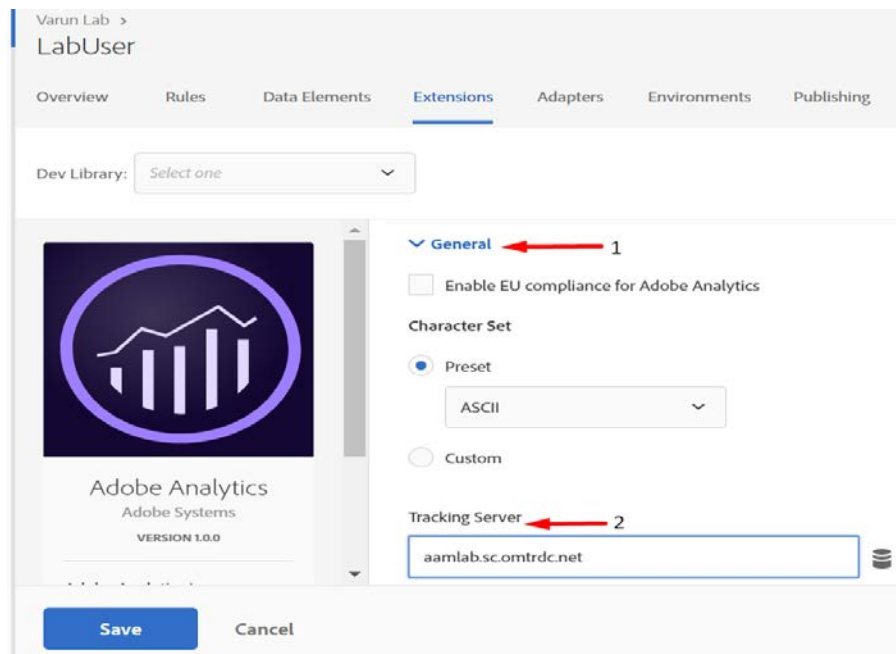 Varun Lab >
LabUser
Overview Rules Data Elements Extensions Adapters Environments Publishing
Dev Library: Select one
General 1
Enable EU compliance for Adobe Analytics
Character Set
Preset
ASCII
Custom
Adobe Analytics
Adobe Systems
VERSION 1.0.0
Tracking Server 2
aamlab.sc.omtrdc.net
Save Cancel